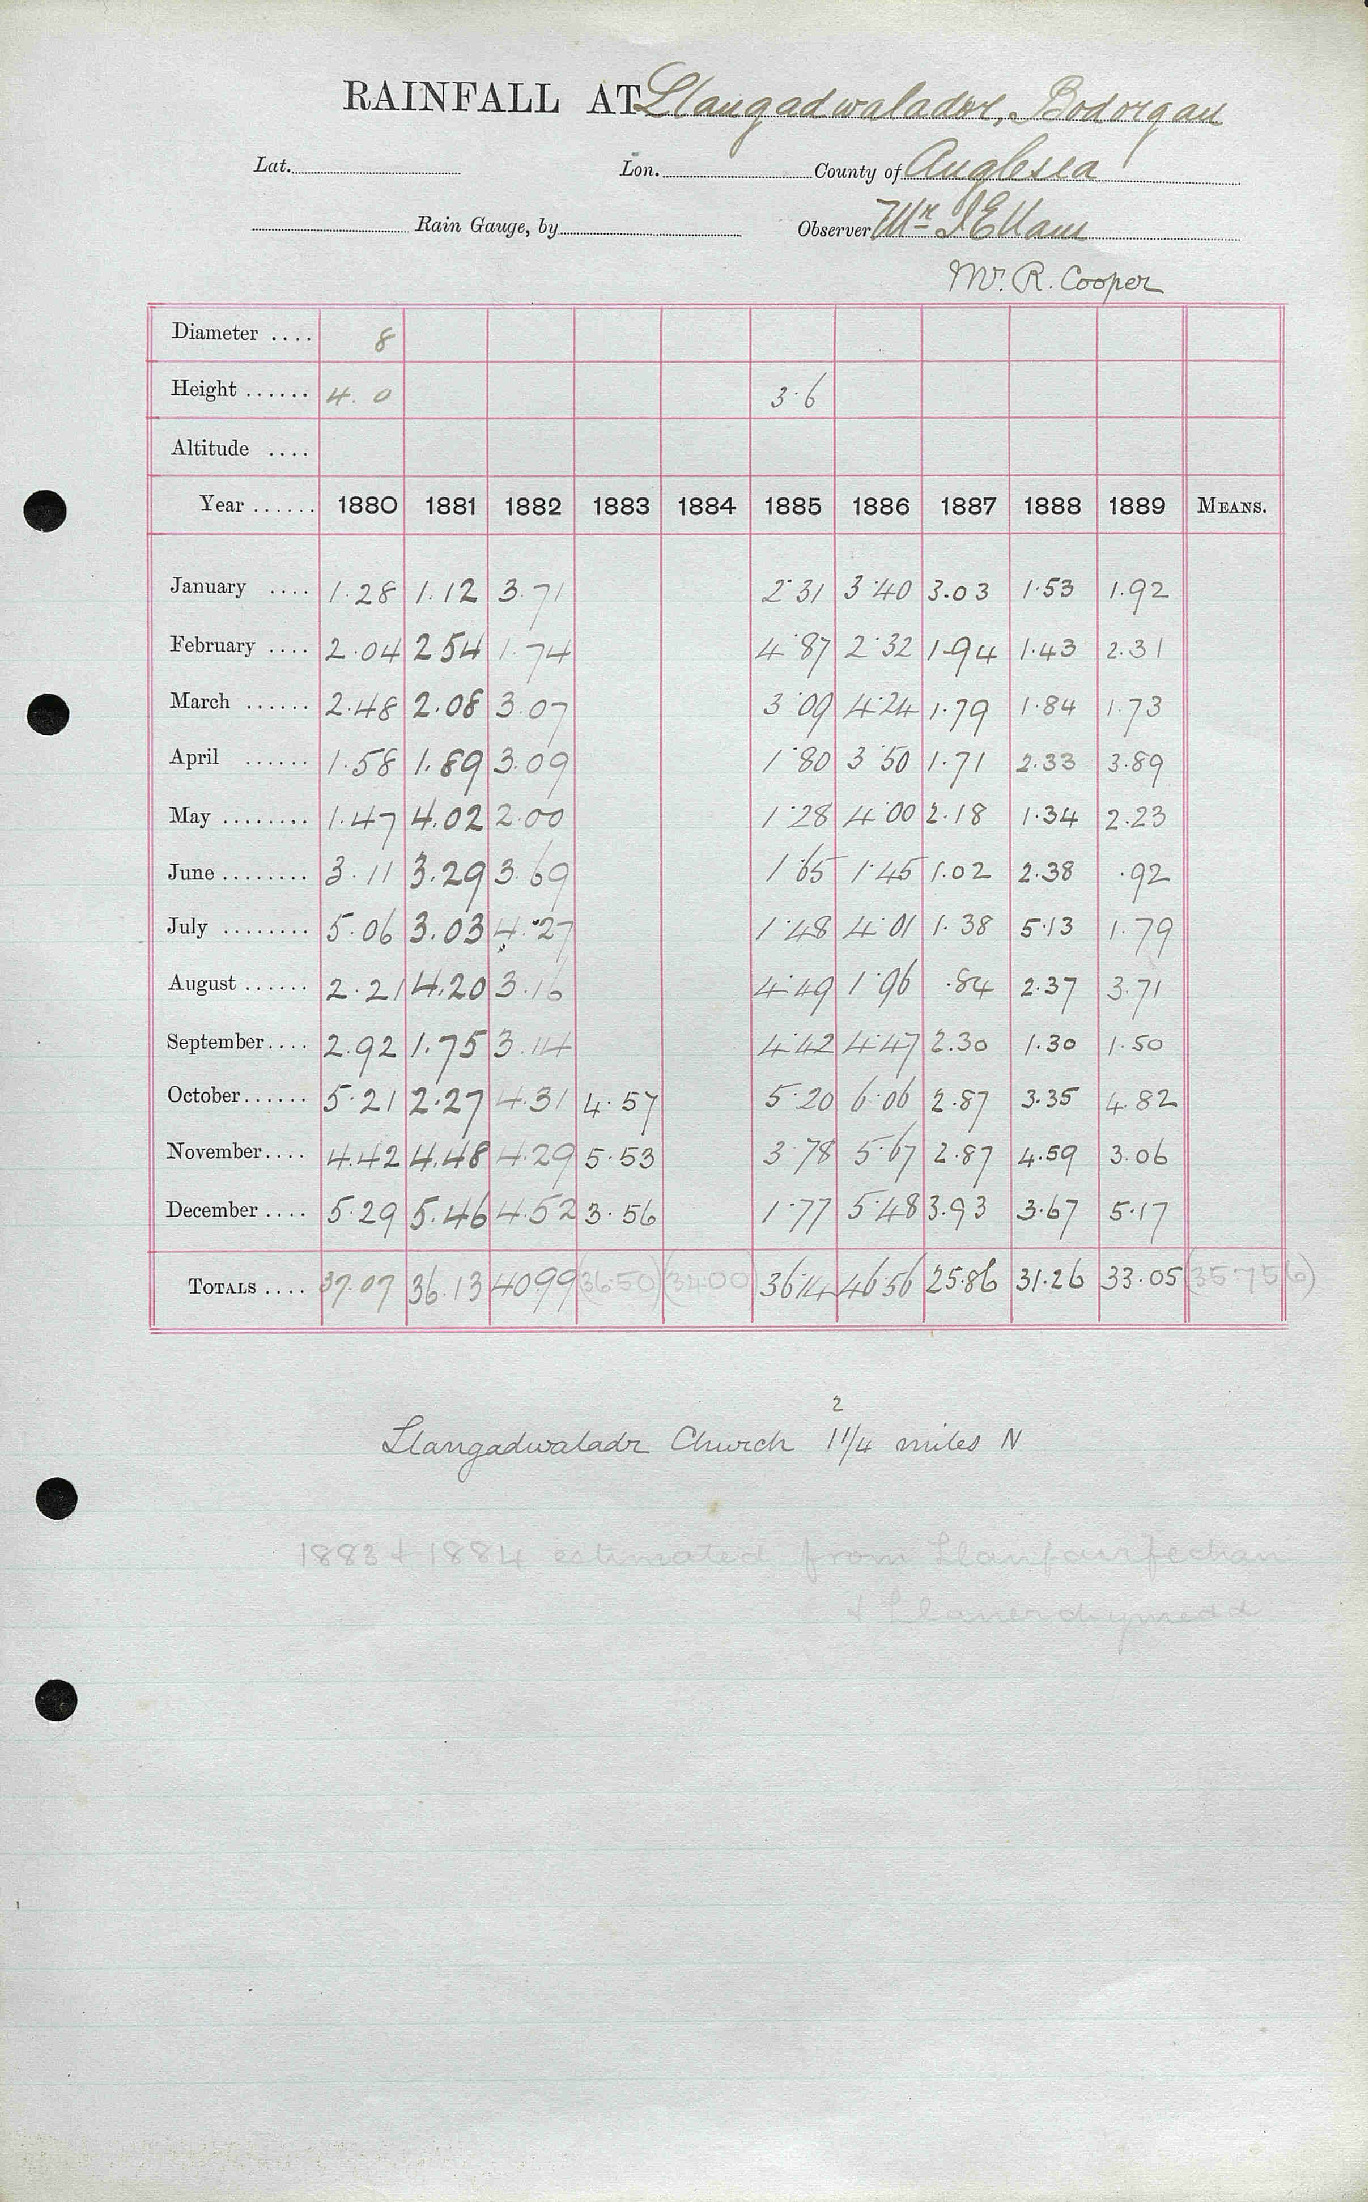 RAINFALL AT Llangadwalador, Bodorgan
Lat. Lon. County of Anglesea
Rain Gauge, by Observer Mr J Ellam
Mr. R. Cooper
Diameter .... 8
Height ...... 4. 0 3.6
Altitude ....
Year ...... 1880 1881 1882 1883 1884 1885 1886 1887 1888 1889 MEANS.
January .... 1.28 1.12 3.71 2.31 3.40 3.03 1.53 1.92
February .... 2.04 2 54 1.74 4.87 2.32 1.94 1.43 2.31
March ...... 2.48 2.08 3.07 3.09 4.24 1.79 1.84 1.73
April ...... 1.58 1.89 3.09 1.80 3.50 1.71 2.33 3.89
May ........ 1.47 4.02 2.00 1.28 4.00 2.18 1.34 2.23
June ........ 3.11 3.29 3.69 1.65 1.45 1.02 2.38 .92
July ........ 5.06 3.03 4.27 1.48 4.01 1.38 5.13 1.79
August ...... 2.21 4.20 3.16 4.49 1.96 .84 2.37 3.71
September.... 2.92 1.75 3.14 4.42 4.47 2.30 1.30 1.50
October...... 5.21 2.27 4.31 4.57 5.20 6.06 2.87 3.35 4.82
November.... 4.42 4.48 4.29 5.53 3.78 5.67 2.87 4.59 3.06
December .... 5.29 5.46 4.52 3.56 1.77 5.48 3.93 3.67 5.17
TOTALS .... 37.07 36.13 40.99 (36.50) (34.00) 36.14 46.56 25.86 31.26 33.05 (35 75 6)
2
Llangadwaladr Church 1 1/4 miles N
1883 + 1884 estimated from Llanfairfechan
+ Llanerchymedd